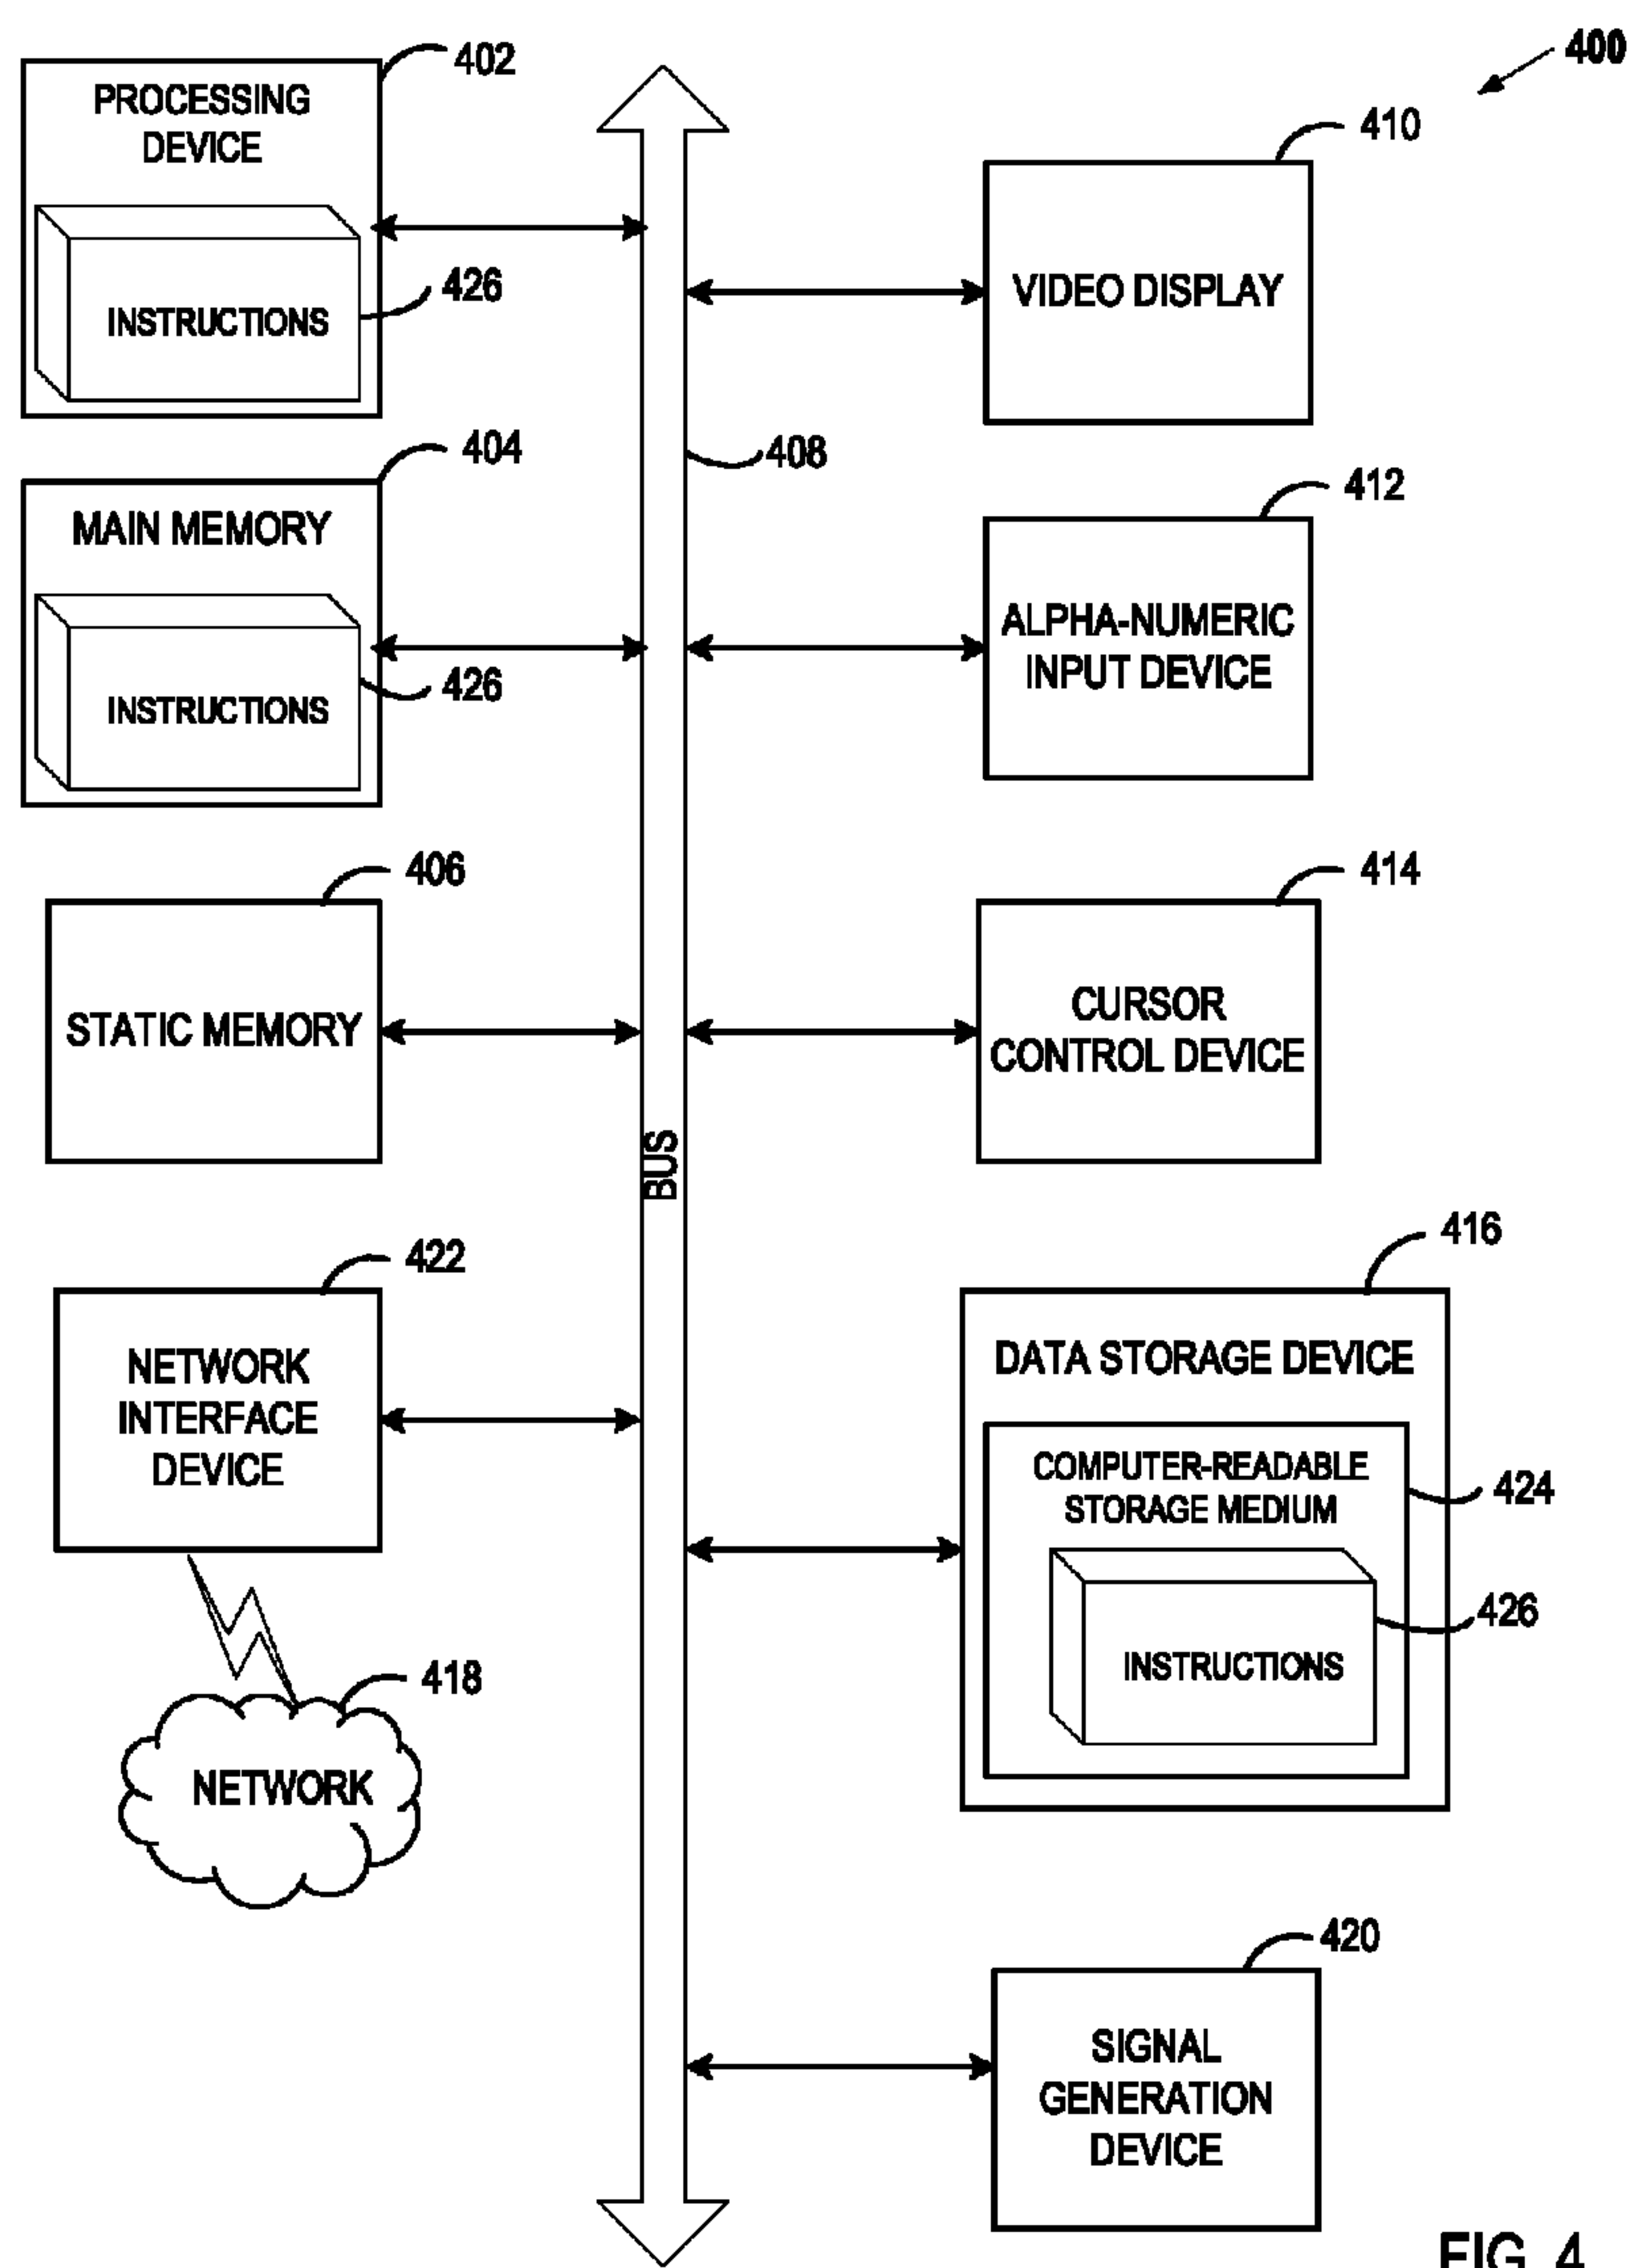 400
402
PROCESSING
DEVICE
INSTRUCTIONS
426
404
MAIN MEMORY
INSTRUCTIONS
426
406
STATIC MEMORY
422
NETWORK
INTERFACE
DEVICE
418
NETWORK
BUS
408
410
VIDEO DISPLAY
412
ALPHA-NUMERIC
INPUT DEVICE
414
CURSOR
CONTROL DEVICE
416
DATA STORAGE DEVICE
COMPUTER-READABLE
STORAGE MEDIUM
424
INSTRUCTIONS
426
420
SIGNAL
GENERATION
DEVICE
FIG. 4